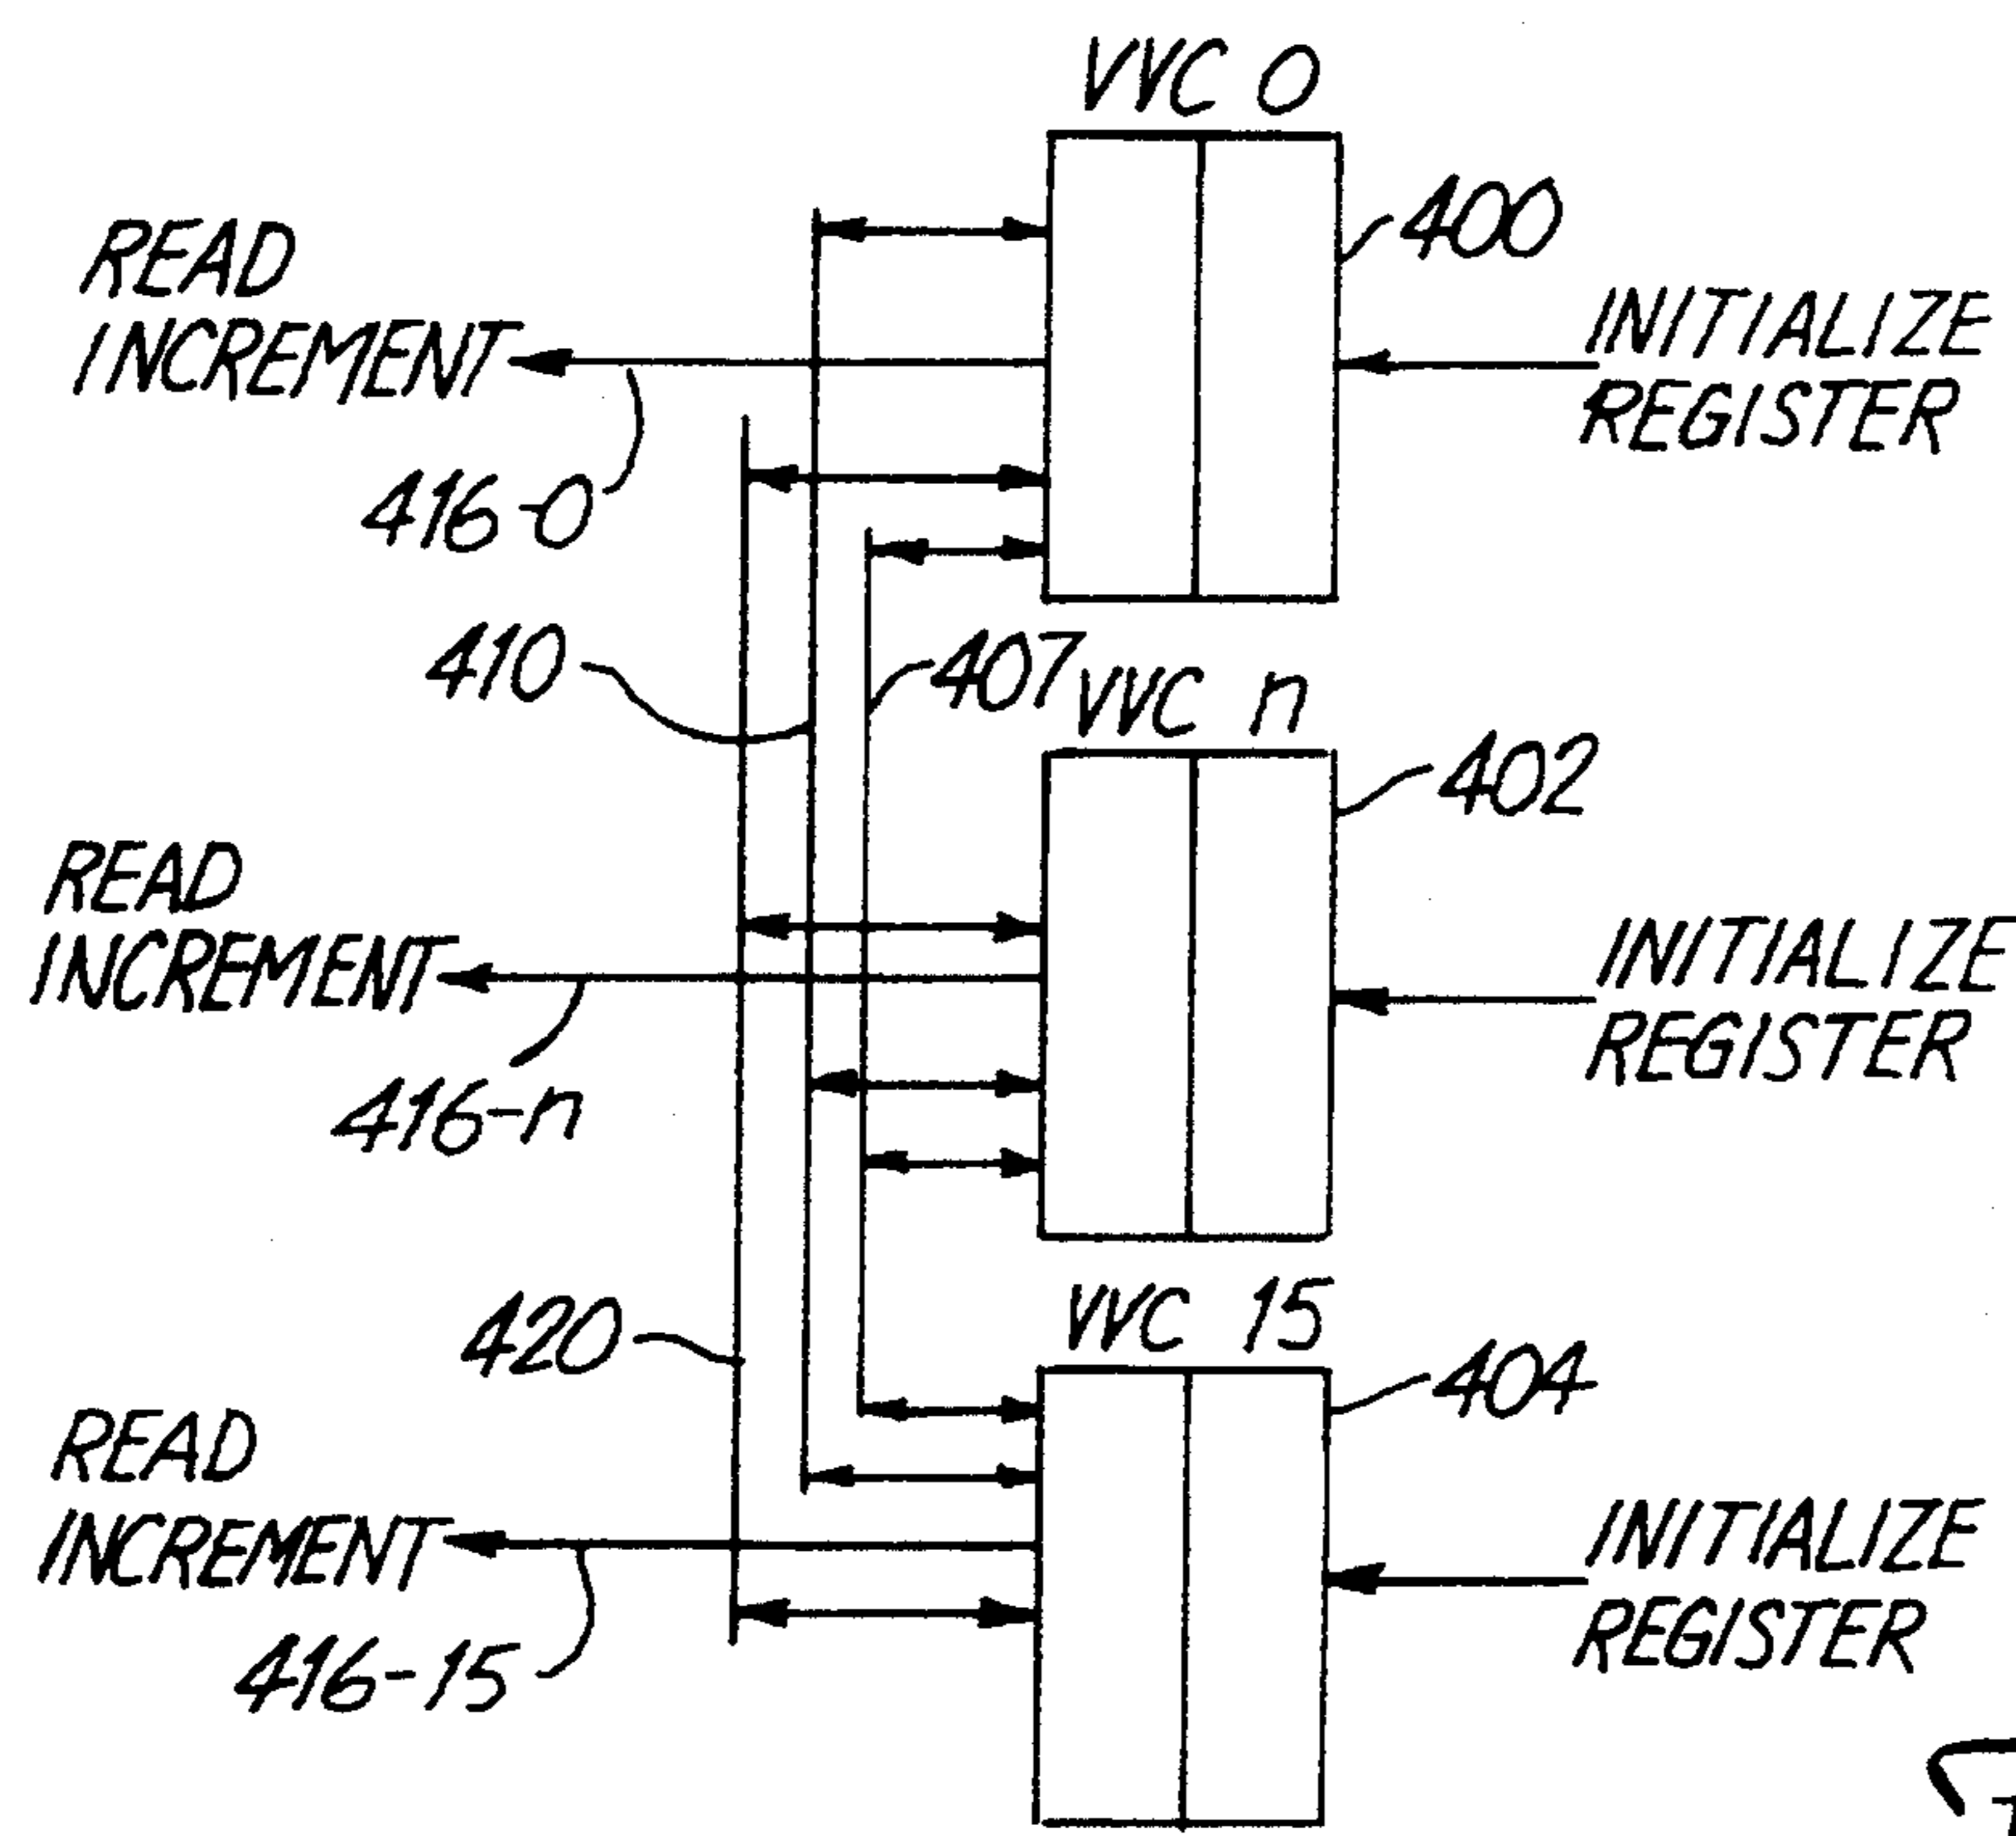 VVC 0
400
READ
INCREMENT
INITIALIZE
REGISTER
416-0
410
407
VVC n
402
READ
INCREMENT
INITIALIZE
REGISTER
416-n
420
VVC 15
404
READ
INCREMENT
INITIALIZE
REGISTER
416-15